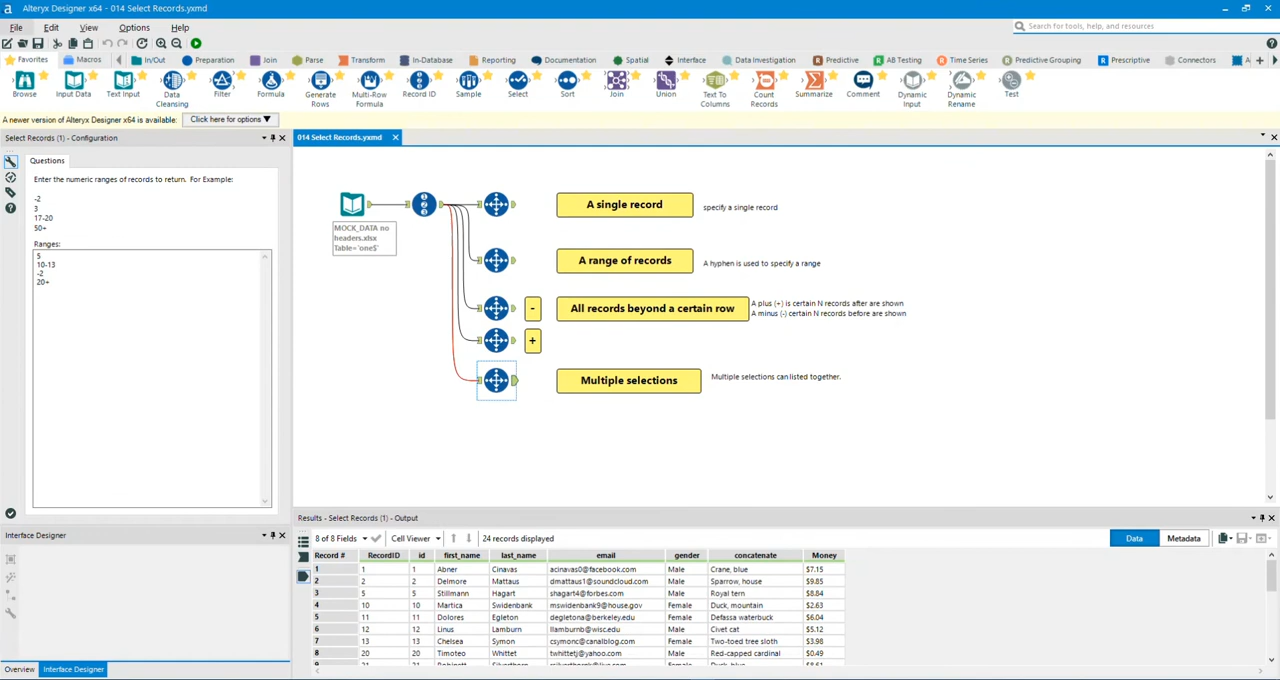 Alteryx Designer x64 - 014 Select Records.yxmd
File Edit View Options Help
Search for tools, help, and resources
Favorites Macros In/Out Preparation Join Parse Transform In-Database Reporting Documentation Spatial Interface Data Investigation Predictive AB Testing Time Series Predictive Grouping Prescriptive Connectors A
Browse Input Data Text Input Data Cleansing Filter Formula Generate Rows Multi-Row Formula Record ID Sample Select Sort Join Union Text To Columns Count Records Summarize Comment Dynamic Input Dynamic Rename Test
A newer version of Alteryx Designer x64 is available: Click here for options ▼
Select Records (1) - Configuration
014 Select Records.yxmd
Questions
Enter the numeric ranges of records to return. For Example:
-2
3
17-20
50+
Ranges:
5
10-13
-2
20+
1
2
3
MOCK_DATA no
headers.xlsx
Table='one$'
A single record
specify a single record
A range of records
A hyphen is used to specify a range
-
All records beyond a certain row
A plus (+) is certain N records after are shown
A minus (-) certain N records before are shown
+
Multiple selections
Multiple selections can listed together.
Interface Designer
Overview Interface Designer
Results - Select Records (1) - Output
8 of 8 Fields Cell Viewer 24 records displayed Data Metadata
Record # RecordID id first_name last_name email gender concatenate Money
1 1 1 Abner Cinavas acinavas0@facebook.com Male Crane, blue $7.15
2 2 2 Delmore Mattaus dmattaus1@soundcloud.com Male Sparrow, house $9.85
3 5 5 Stillmann Hagart shagart4@forbes.com Male Royal tern $8.84
4 10 10 Martica Swidenbank mswidenbank9@house.gov Female Duck, mountain $2.63
5 11 11 Dolores Egleton degletona@berkeley.edu Female Defassa waterbuck $6.04
6 12 12 Linus Lamburn llamburnb@wisc.edu Male Civet cat $5.12
7 13 13 Chelsea Symon csymonc@canalblog.com Female Two-toed tree sloth $3.98
8 20 20 Timoteo Whittet twhittetj@yahoo.com Male Red-capped cardinal $0.49